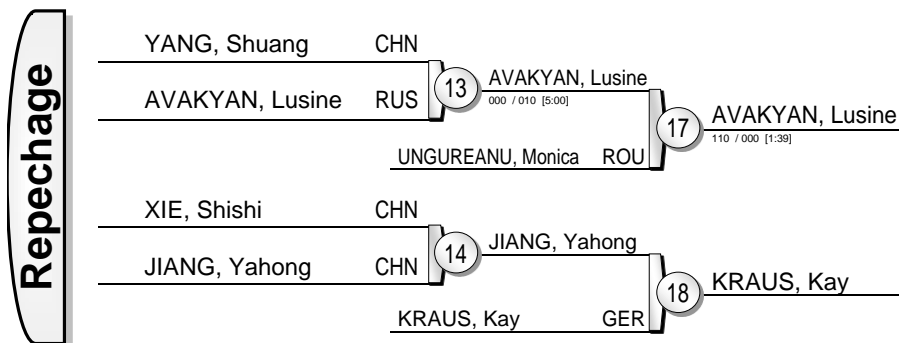 Repechage
YANG, Shuang CHN
AVAKYAN, Lusine RUS
13
AVAKYAN, Lusine
000 / 010 [5:00]
UNGUREANU, Monica ROU
17
AVAKYAN, Lusine
110 / 000 [1:39]
XIE, Shishi CHN
JIANG, Yahong CHN
14
JIANG, Yahong
KRAUS, Kay GER
18
KRAUS, Kay